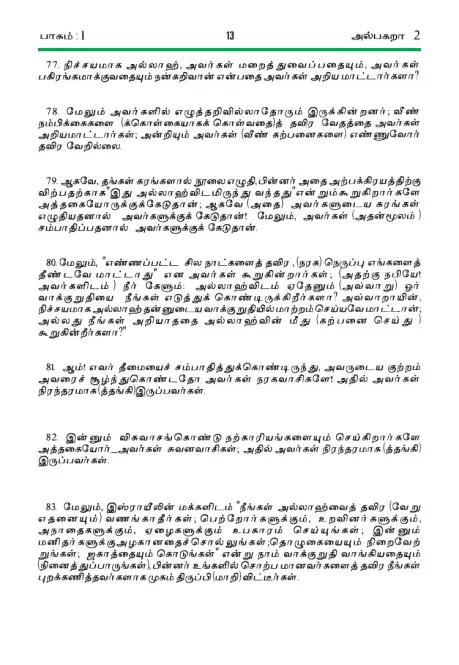 பாகம் : 1 13 அல்பகறா 2
77. நிச்சயமாக அல்லாஹ், அவர்கள் மறைத்துவைப்பதையும், அவர்கள்
பகிரங்கமாக்குவதையும் நன்கறிவான் என்பதை அவர்கள் அறிய மாட்டார்களா?
78. மேலும் அவர்களில் எழுத்தறிவில்லாதோரும் இருக்கின்றனர்; வீண்
நம்பிக்கைகளை (க்கொள்கையாகக் கொள்வதை)த் தவிர வேதத்தை அவர்கள்
அறியமாட்டார்கள்; அன்றியும் அவர்கள் (வீண் கற்பனைகளை) எண்ணுவோர்
தவிர வேறில்லை.
79. ஆகவே, தங்கள் கரங்களால் நூலை எழுதி,பின்னர் அதை அற்பக்கிரயத்திற்கு
விற்பதற்காக"இது அல்லாஹ்விடமிருந்து வந்தது"என்றும்கூறுகிறார்களே
அத்தகையோருக்குக்கேடுதான்; ஆகவே (அதை) அவர்களுடைய கரங்கள்
எழுதியதனால் அவர்களுக்குக் கேடுதான்! மேலும், அவர்கள் (அதன்மூலம் )
சம்பாதிப்பதனால் அவர்களுக்குக் கேடுதான்.
80.மேலும், "எண்ணப்பட்ட சில நாட்களைத் தவிர , (நரக) நெருப்பு எங்களைத்
தீண்டவே மாட்டாது" என அவர்கள் கூறுகின்றார்கள் ; (அதற்கு நபியே!
அவர்களிடம் ) நீர் கேளும்: அல்லாஹ்விடம் ஏதேனும் (அவ்வாறு) ஓர்
வாக்குறுதியை நீங்கள் எடுத்துக் கொண்டிருக்கிறீர்களா? அவ்வாறாயின் ,
நிச்சயமாக அல்லாஹ் தன்னுடைய வாக்குறுதியில் மாற்றம் செய்யவே மாட்டான்;
அல்லது நீங்கள் அறியாததை அல்லாஹ்வின் மீது (கற்பனை செய்து )
கூறுகின்றீர்களா?"
81. ஆம்! எவர் தீமையைச் சம்பாதித்துக்கொண்டிருந்து, அவருடைய குற்றம்
அவரைச் சூழ்ந்துகொண்டதோ அவர்கள் நரகவாசிகளே! அதில் அவர்கள்
நிரந்தரமாக(த்தங்கி)இருப்பவர்கள்.
82. இன்னும் விசுவாசங்கொண்டு நற்காரியங்களையும் செய்கிறார்களே
அத்தகையோர்_அவர்கள் சுவனவாசிகள்; அதில் அவர்கள் நிரந்தரமாக (த்தங்கி)
இருப்பவர்கள்.
83. மேலும், இஸ்ராயீலின் மக்களிடம் "நீங்கள் அல்லாஹ்வைத் தவிர (வேறு
எதனையும்) வணங்காதீர்கள்; பெற்றோர்களுக்கும், உறவினர்களுக்கும்,
அநாதைகளுக்கும், ஏழைகளுக்கும் உபகாரம் செய்யுங்கள்; இன்னும்
மனிதர்களுக்குஅழகானதைச்சொல்லுங்கள்;தொழுகையையும் நிறைவேற்
றுங்கள்; ஜகாத்தையும் கொடுங்கள்" என்று நாம் வாக்குறுதி வாங்கியதையும்
(நினைத்துப்பாருங்கள்),பின்னர் உங்களில் சொற்ப மானவர்களைத் தவிர நீங்கள்
புறக்கணித்தவர்களாக முகம் திருப்பி (மாறி)விட்டீர்கள்.